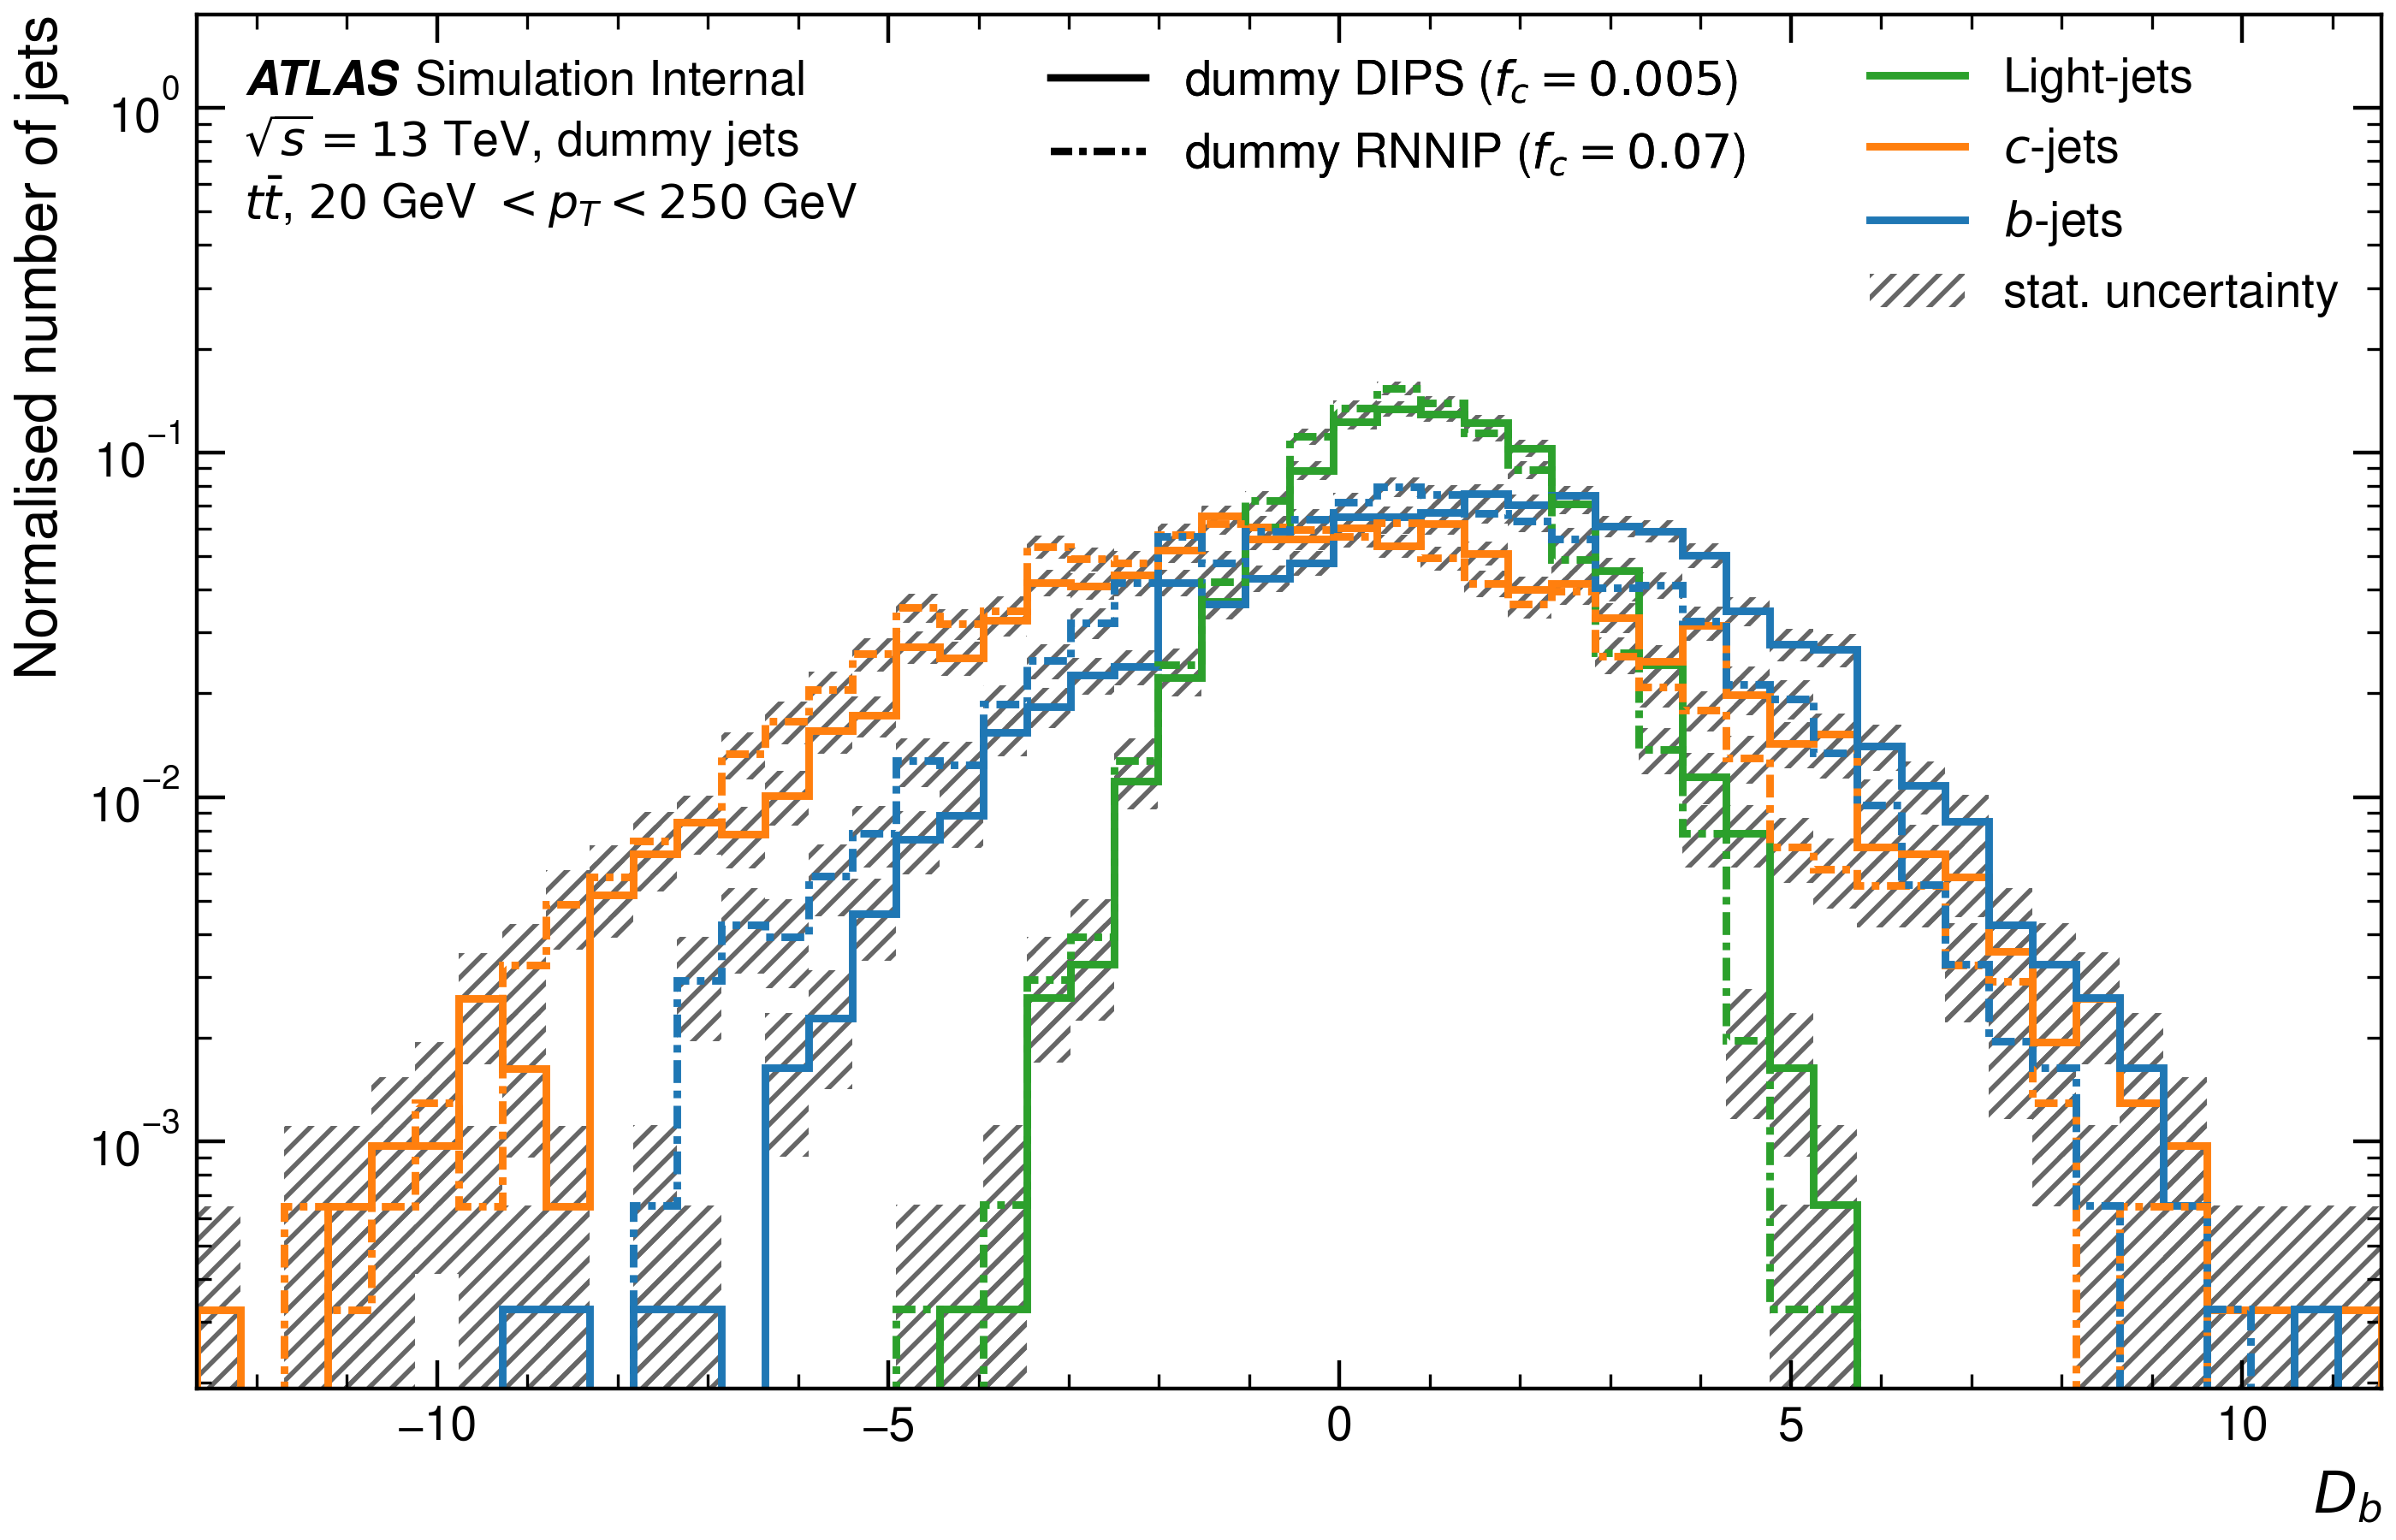 ATLAS Simulation Internal
√s = 13 TeV, dummy jets
tt̄, 20 GeV < p_T < 250 GeV
dummy DIPS (f_c = 0.005)
dummy RNNIP (f_c = 0.07)
Light-jets
c-jets
b-jets
stat. uncertainty
Normalised number of jets
10^0
10^−1
10^−2
10^−3
−10
−5
0
5
10
D_b